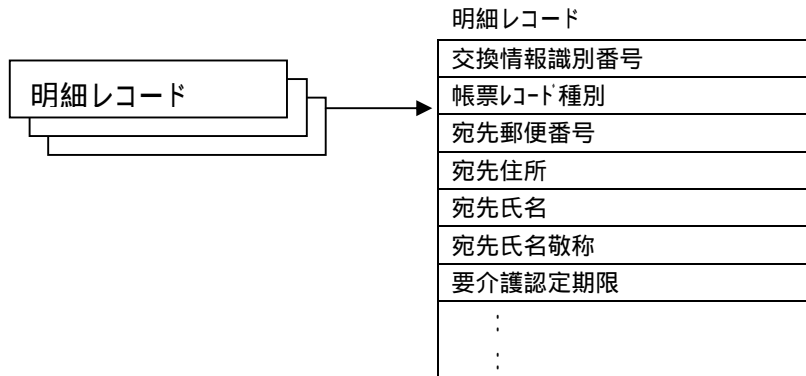 明細レコード
明細レコード
交換情報識別番号
帳票ﾚｺｰﾄﾞ種別
宛先郵便番号
宛先住所
宛先氏名
宛先氏名敬称
要介護認定期限
:
: